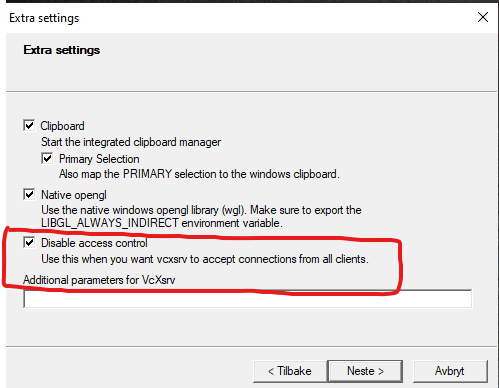 Extra settings
Extra settings
Clipboard
Start the integrated clipboard manager
Primary Selection
Also map the PRIMARY selection to the windows clipboard.
Native opengl
Use the native windows opengl library (wgl). Make sure to export the
LIBGL_ALWAYS_INDIRECT environment variable.
Disable access control
Use this when you want vcxsrv to accept connections from all clients.
Additional parameters for VcXsrv
< Tilbake Neste > Avbryt